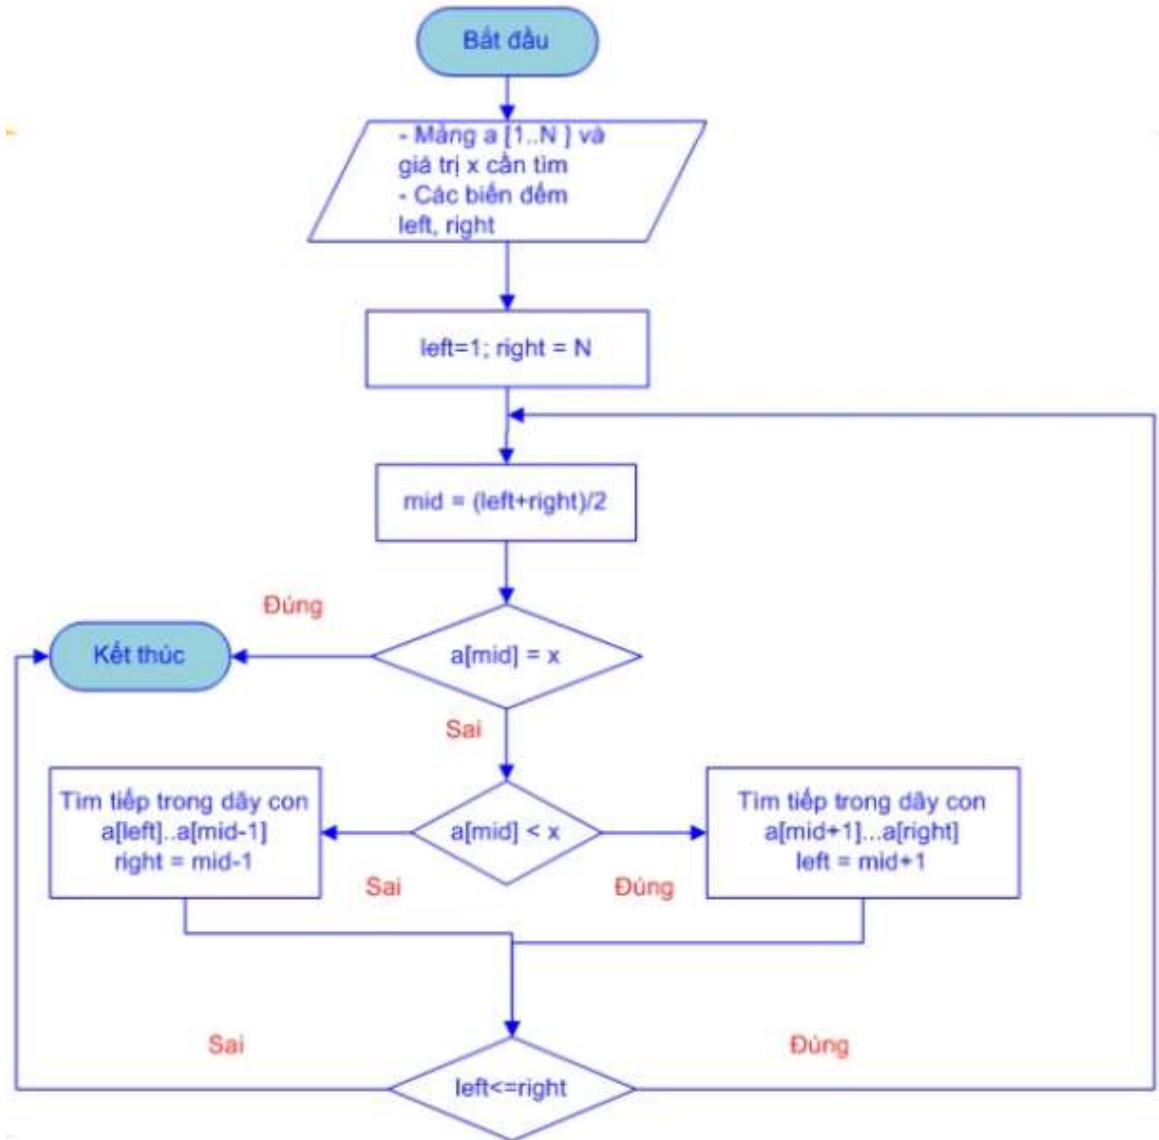 Bắt đầu
- Mảng a [1..N ] và
giá trị x cần tìm
- Các biến đếm
left, right
left=1; right = N
mid = (left+right)/2
Đúng
Kết thúc
a[mid] = x
Sai
Tìm tiếp trong dãy con
a[left]..a[mid-1]
right = mid-1
a[mid] < x
Tìm tiếp trong dãy con
a[mid+1]...a[right]
left = mid+1
Sai
Đúng
Sai
Đúng
left<=right